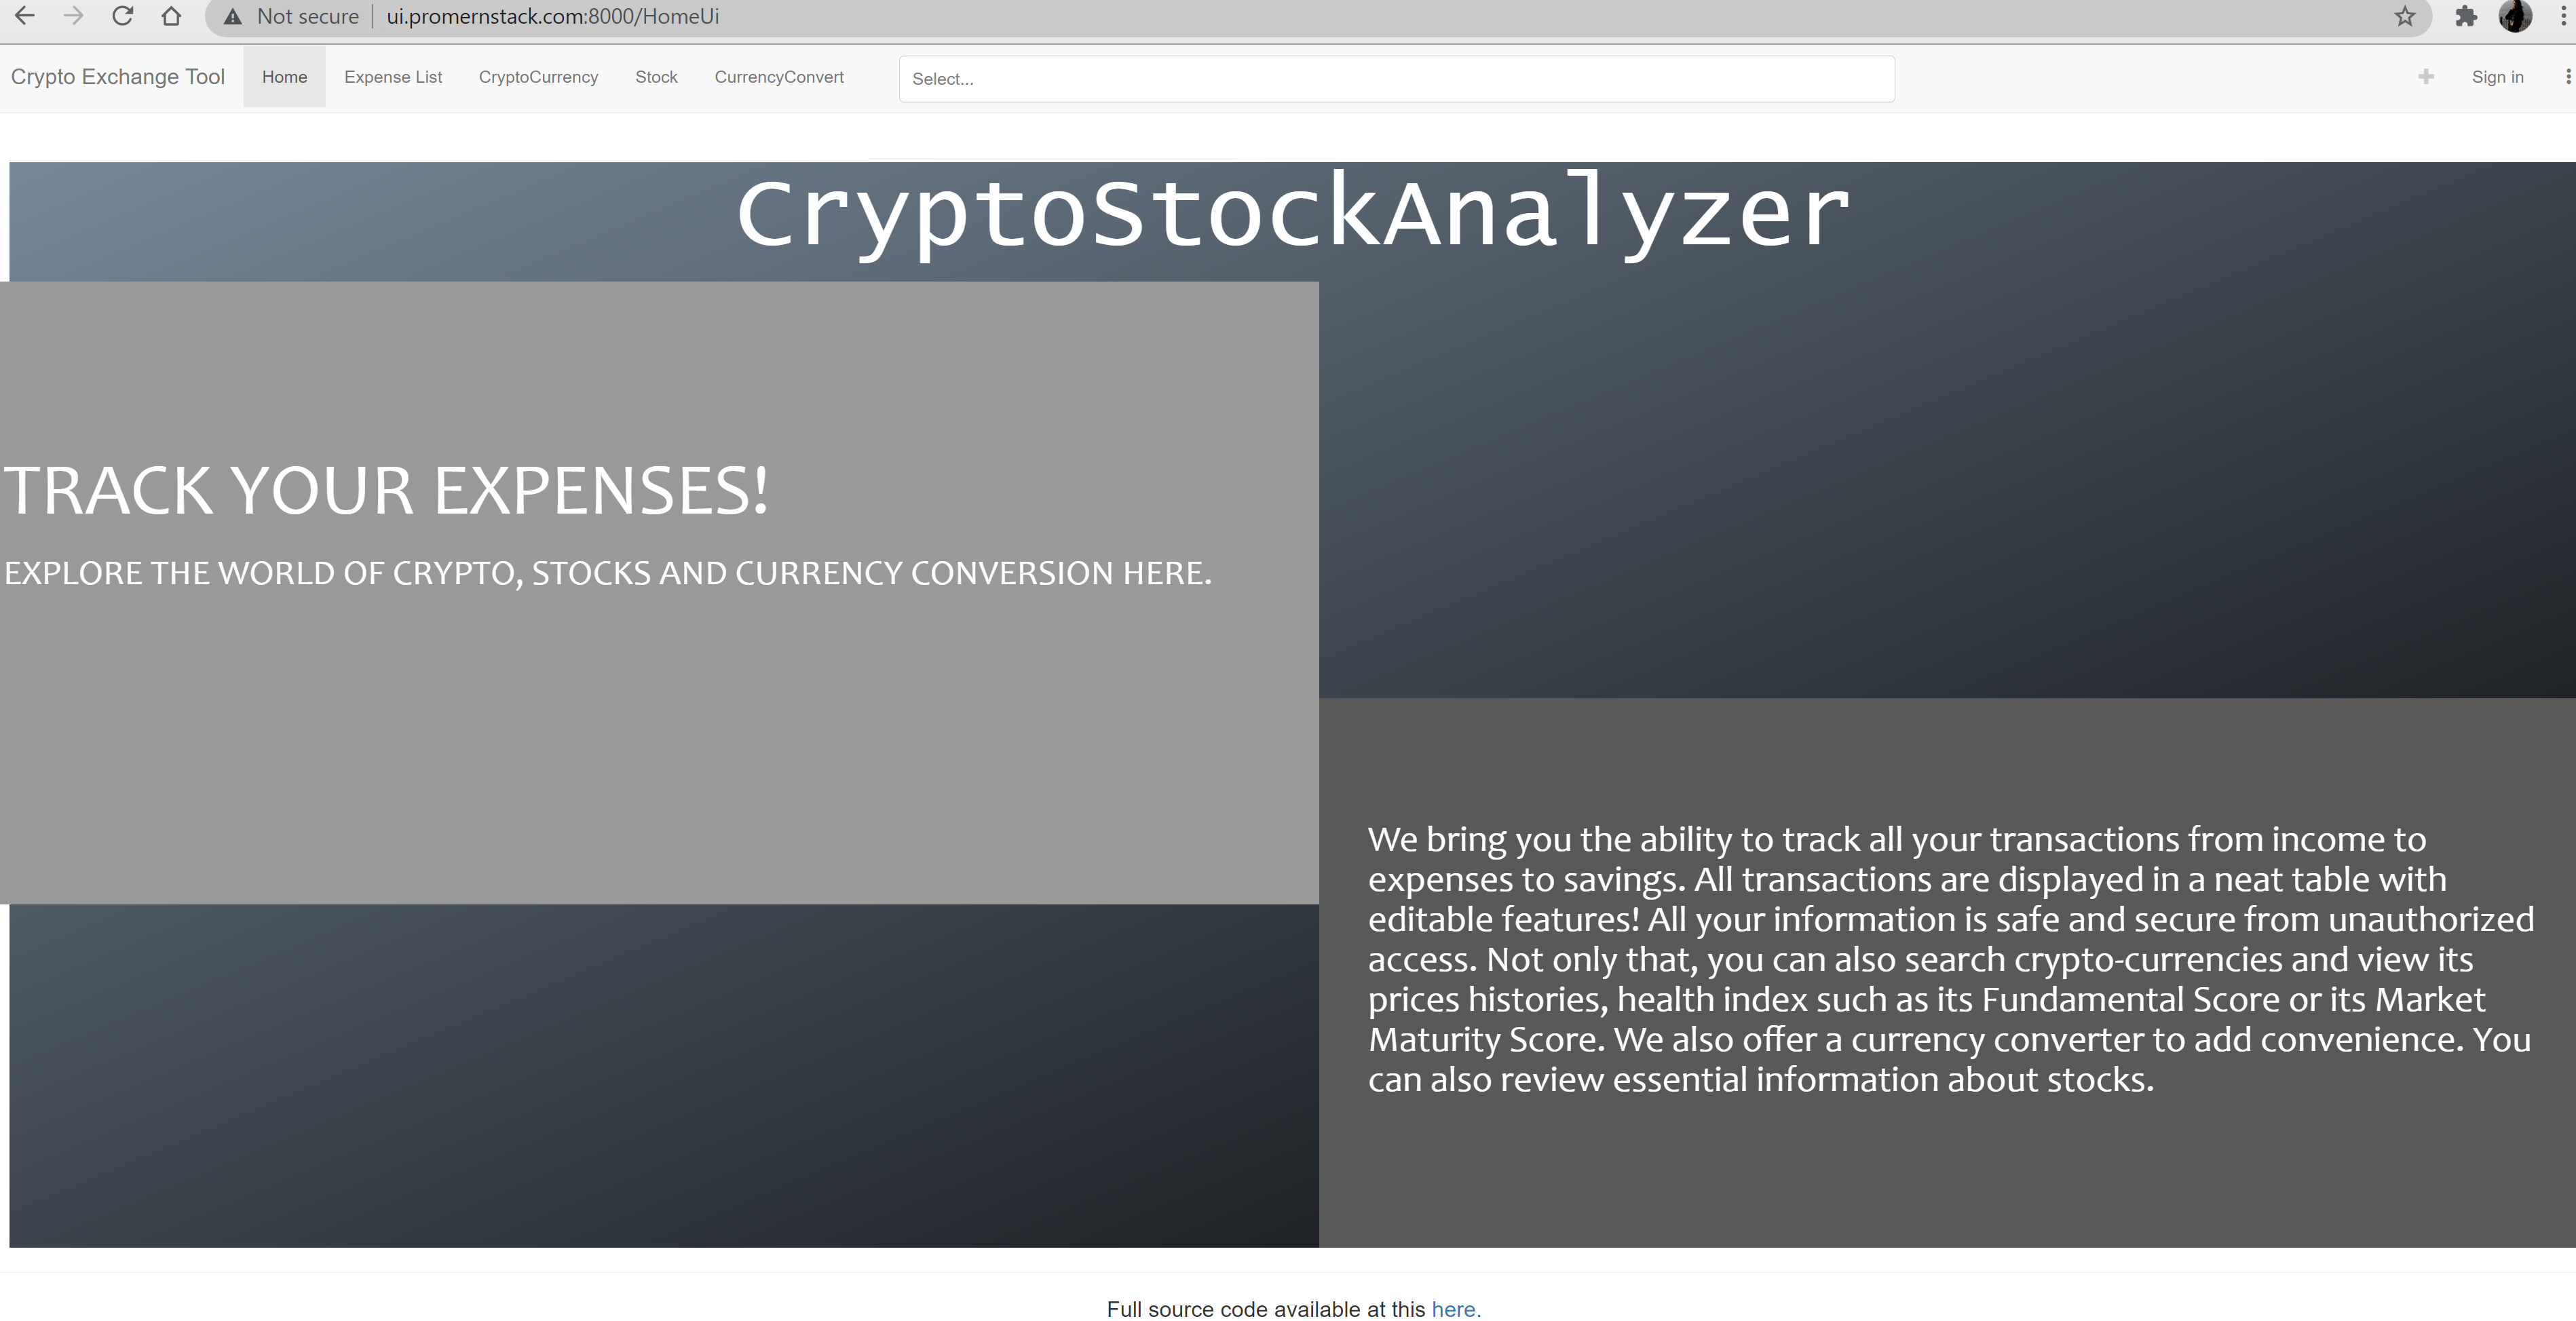 Not secure
ui.promernstack.com:8000/HomeUi
Crypto Exchange Tool
Home
Expense List
CryptoCurrency
Stock
CurrencyConvert
Select...
Sign in
CryptoStockAnalyzer
TRACK YOUR EXPENSES!
EXPLORE THE WORLD OF CRYPTO, STOCKS AND CURRENCY CONVERSION HERE.
We bring you the ability to track all your transactions from income to
expenses to savings. All transactions are displayed in a neat table with
editable features! All your information is safe and secure from unauthorized
access. Not only that, you can also search crypto-currencies and view its
prices histories, health index such as its Fundamental Score or its Market
Maturity Score. We also offer a currency converter to add convenience. You
can also review essential information about stocks.
Full source code available at this here.